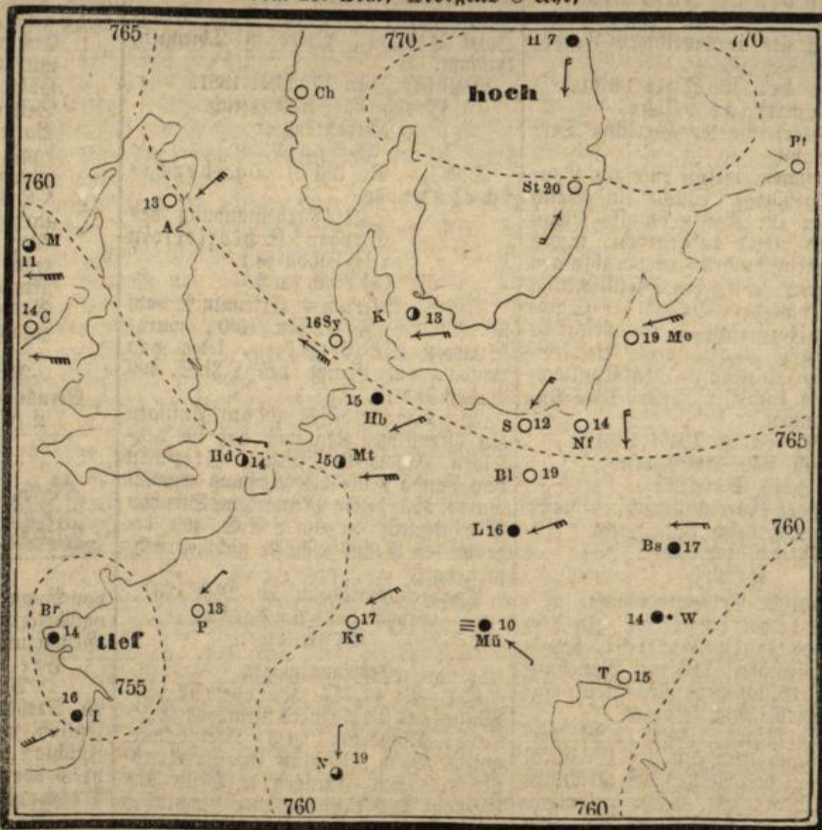 765
770
770
H 7
hoch
Ch
Pt
St 20
760
13
A
M
11
14 C
16 Sy
K
13
19 Me
15
Hb
S
12
14
Nf
765
Hd
14
15
Mt
Bl
19
760
L 16
Bs
17
Br
14
tief
13
P
17
Kr
10
Mü
14
W
755
T
15
16
I
N
19
760
760